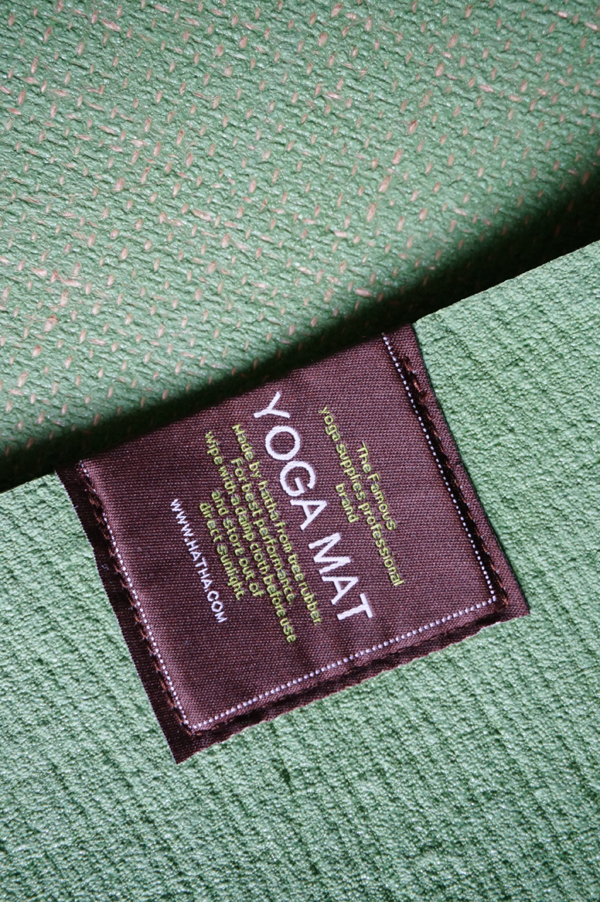 The Famous
yoga supplies professional
brand
YOGA MAT
Made by hatha from tree rubber.
For best performance,
wipe with a damp cloth before use
and store out of
direct sunlight.
WWW.HATHA.COM